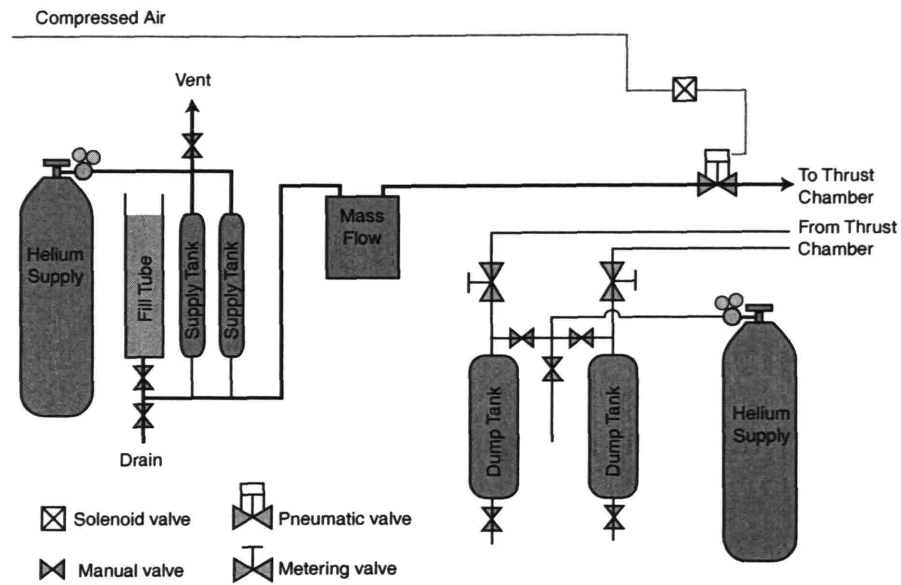 Compressed Air
Vent
To Thrust
Chamber
From Thrust
Chamber
Mass
Flow
Helium
Supply
Fill Tube
Supply Tank
Supply Tank
Dump Tank
Dump Tank
Helium
Supply
Drain
Solenoid valve
Pneumatic valve
Manual valve
Metering valve